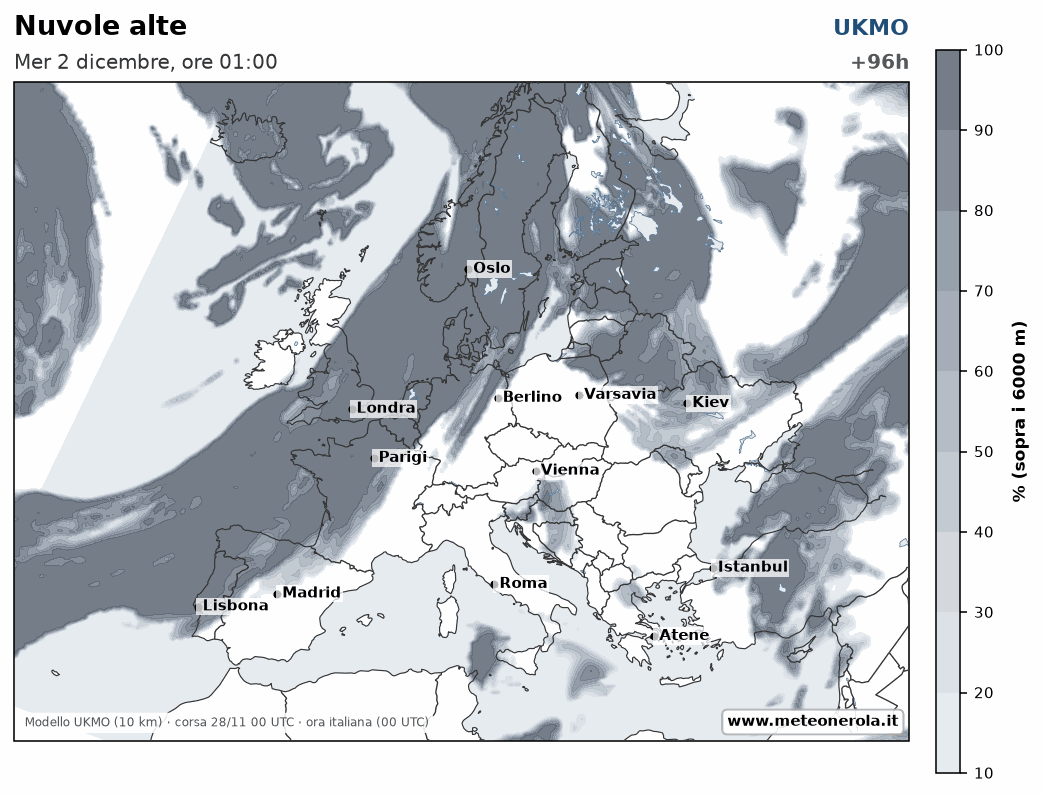 Nuvole alte
UKMO
Mer 2 dicembre, ore 01:00
+96h
Oslo
Londra
Berlino
Varsavia
Kiev
Parigi
Vienna
Istanbul
Roma
Madrid
Lisbona
Atene
Modello UKMO (10 km) · corsa 28/11 00 UTC · ora italiana (00 UTC)
www.meteonerola.it
100
90
80
70
60
50
40
30
20
10
% (sopra i 6000 m)